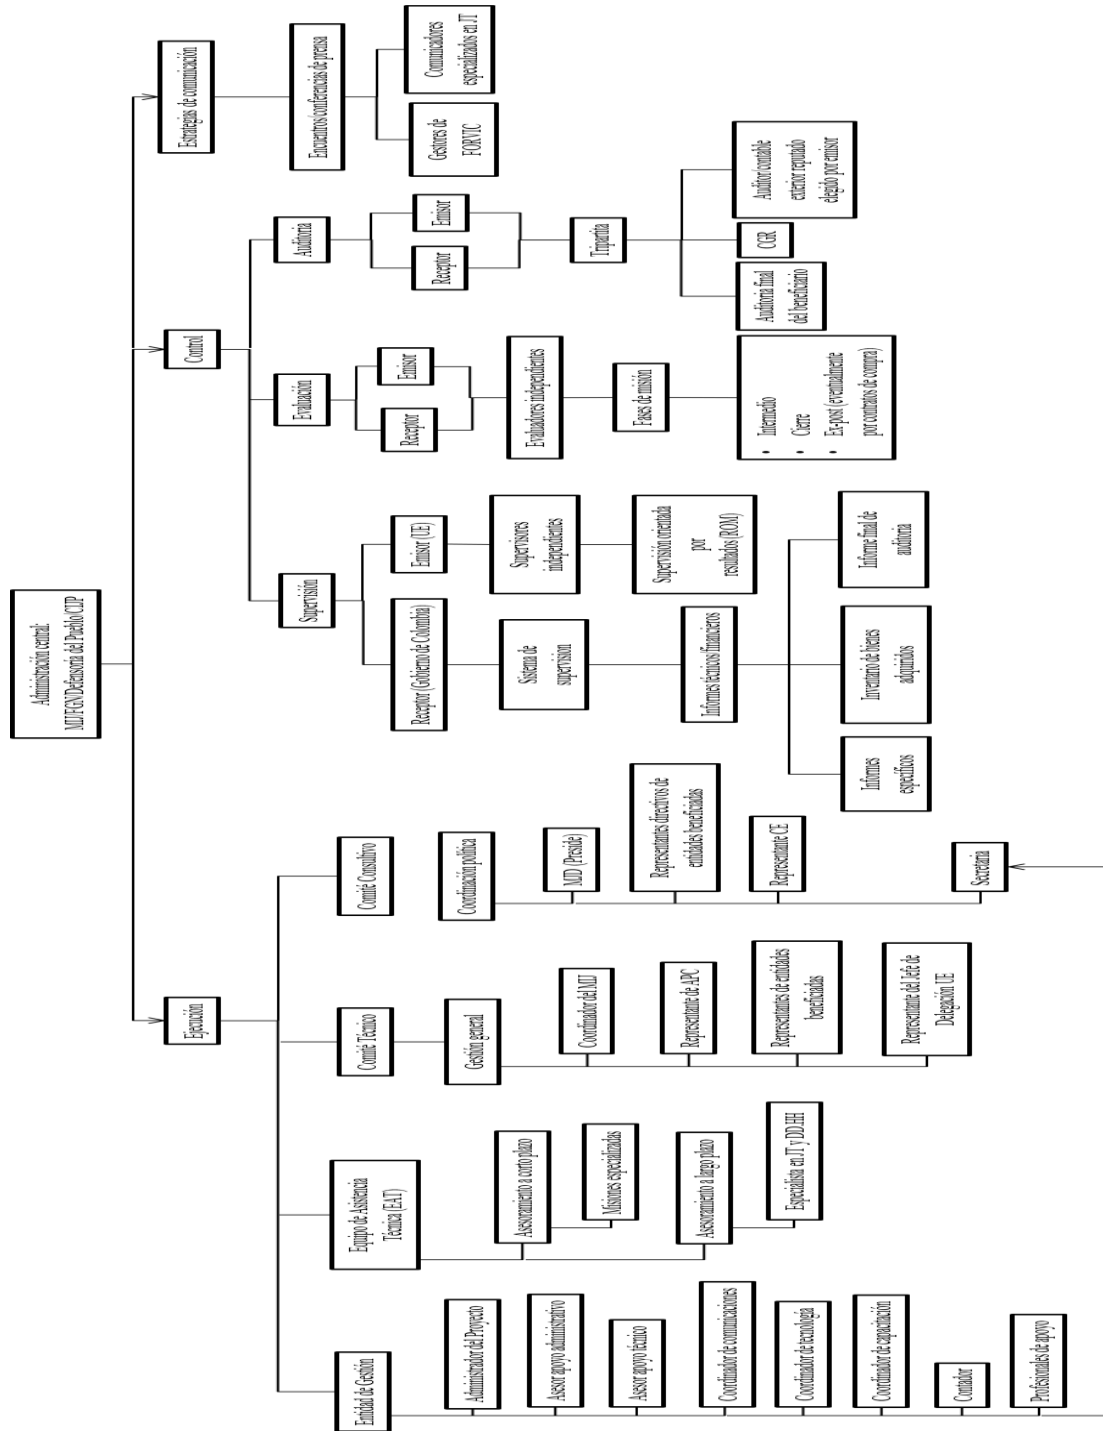 Administración central:
MIJ/FGN/Defensoría del Pueblo/CIJP
Ejecución
Control
Estrategias de comunicación
Entidad de Gestión
Administrador del Proyecto
Asesor apoyo administrativo
Asesor apoyo técnico
Coordinador de comunicaciones
Coordinador de tecnología
Coordinador de capacitación
Contador
Profesionales de apoyo
Equipo de Asistencia
Técnica (EAT)
Asesoramiento a corto plazo
Misiones especializadas
Asesoramiento a largo plazo
Especialista en JT y DD.HH
Comité Técnico
Gestión general
Coordinador del MIJ
Representante de APC
Representantes de entidades
beneficiadas
Representante del Jefe de
Delegación UE
Comité Consultivo
Coordinación política
MJD (Preside)
Representantes directivos de
entidades beneficiadas
Representante CE
Secretaría
Supervisión
Receptor (Gobierno de Colombia)
Sistema de
supervisión
Informes técnicos/financieros
Informes
específicos
Inventario de bienes
adquiridos
Informe final de
auditoría
Emisor (UE)
Supervisores
independientes
Supervisión orientada
por
resultados (ROM)
Evaluación
Receptor
Emisor
Evaluadores independientes
Fases de misión
• Intermedio
• Cierre
• Ex-post (eventualmente
por contratos de compra)
Auditoría
Receptor
Emisor
Tripartita
Auditoría final
del beneficiario
CGR
Auditor/contable
exterior reputado
elegido por emisor
Encuentros/conferencias de prensa
Gestores de
FORVIC
Comunicadores
especializados en JT